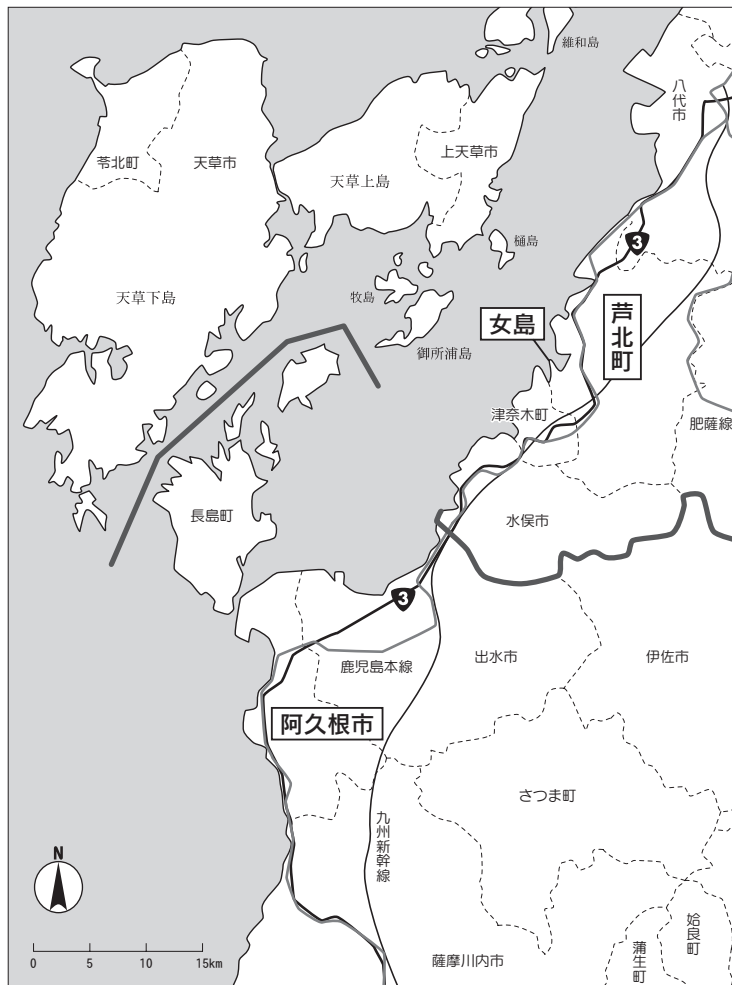 維和島
八代市
苓北町
天草市
天草上島
上天草市
3
樋島
天草下島
牧島
御所浦島
女島
芦北町
津奈木町
肥薩線
長島町
水俣市
3
鹿児島本線
出水市
伊佐市
阿久根市
さつま町
九州新幹線
N
姶良町
蒲生町
薩摩川内市
0 5 10 15km